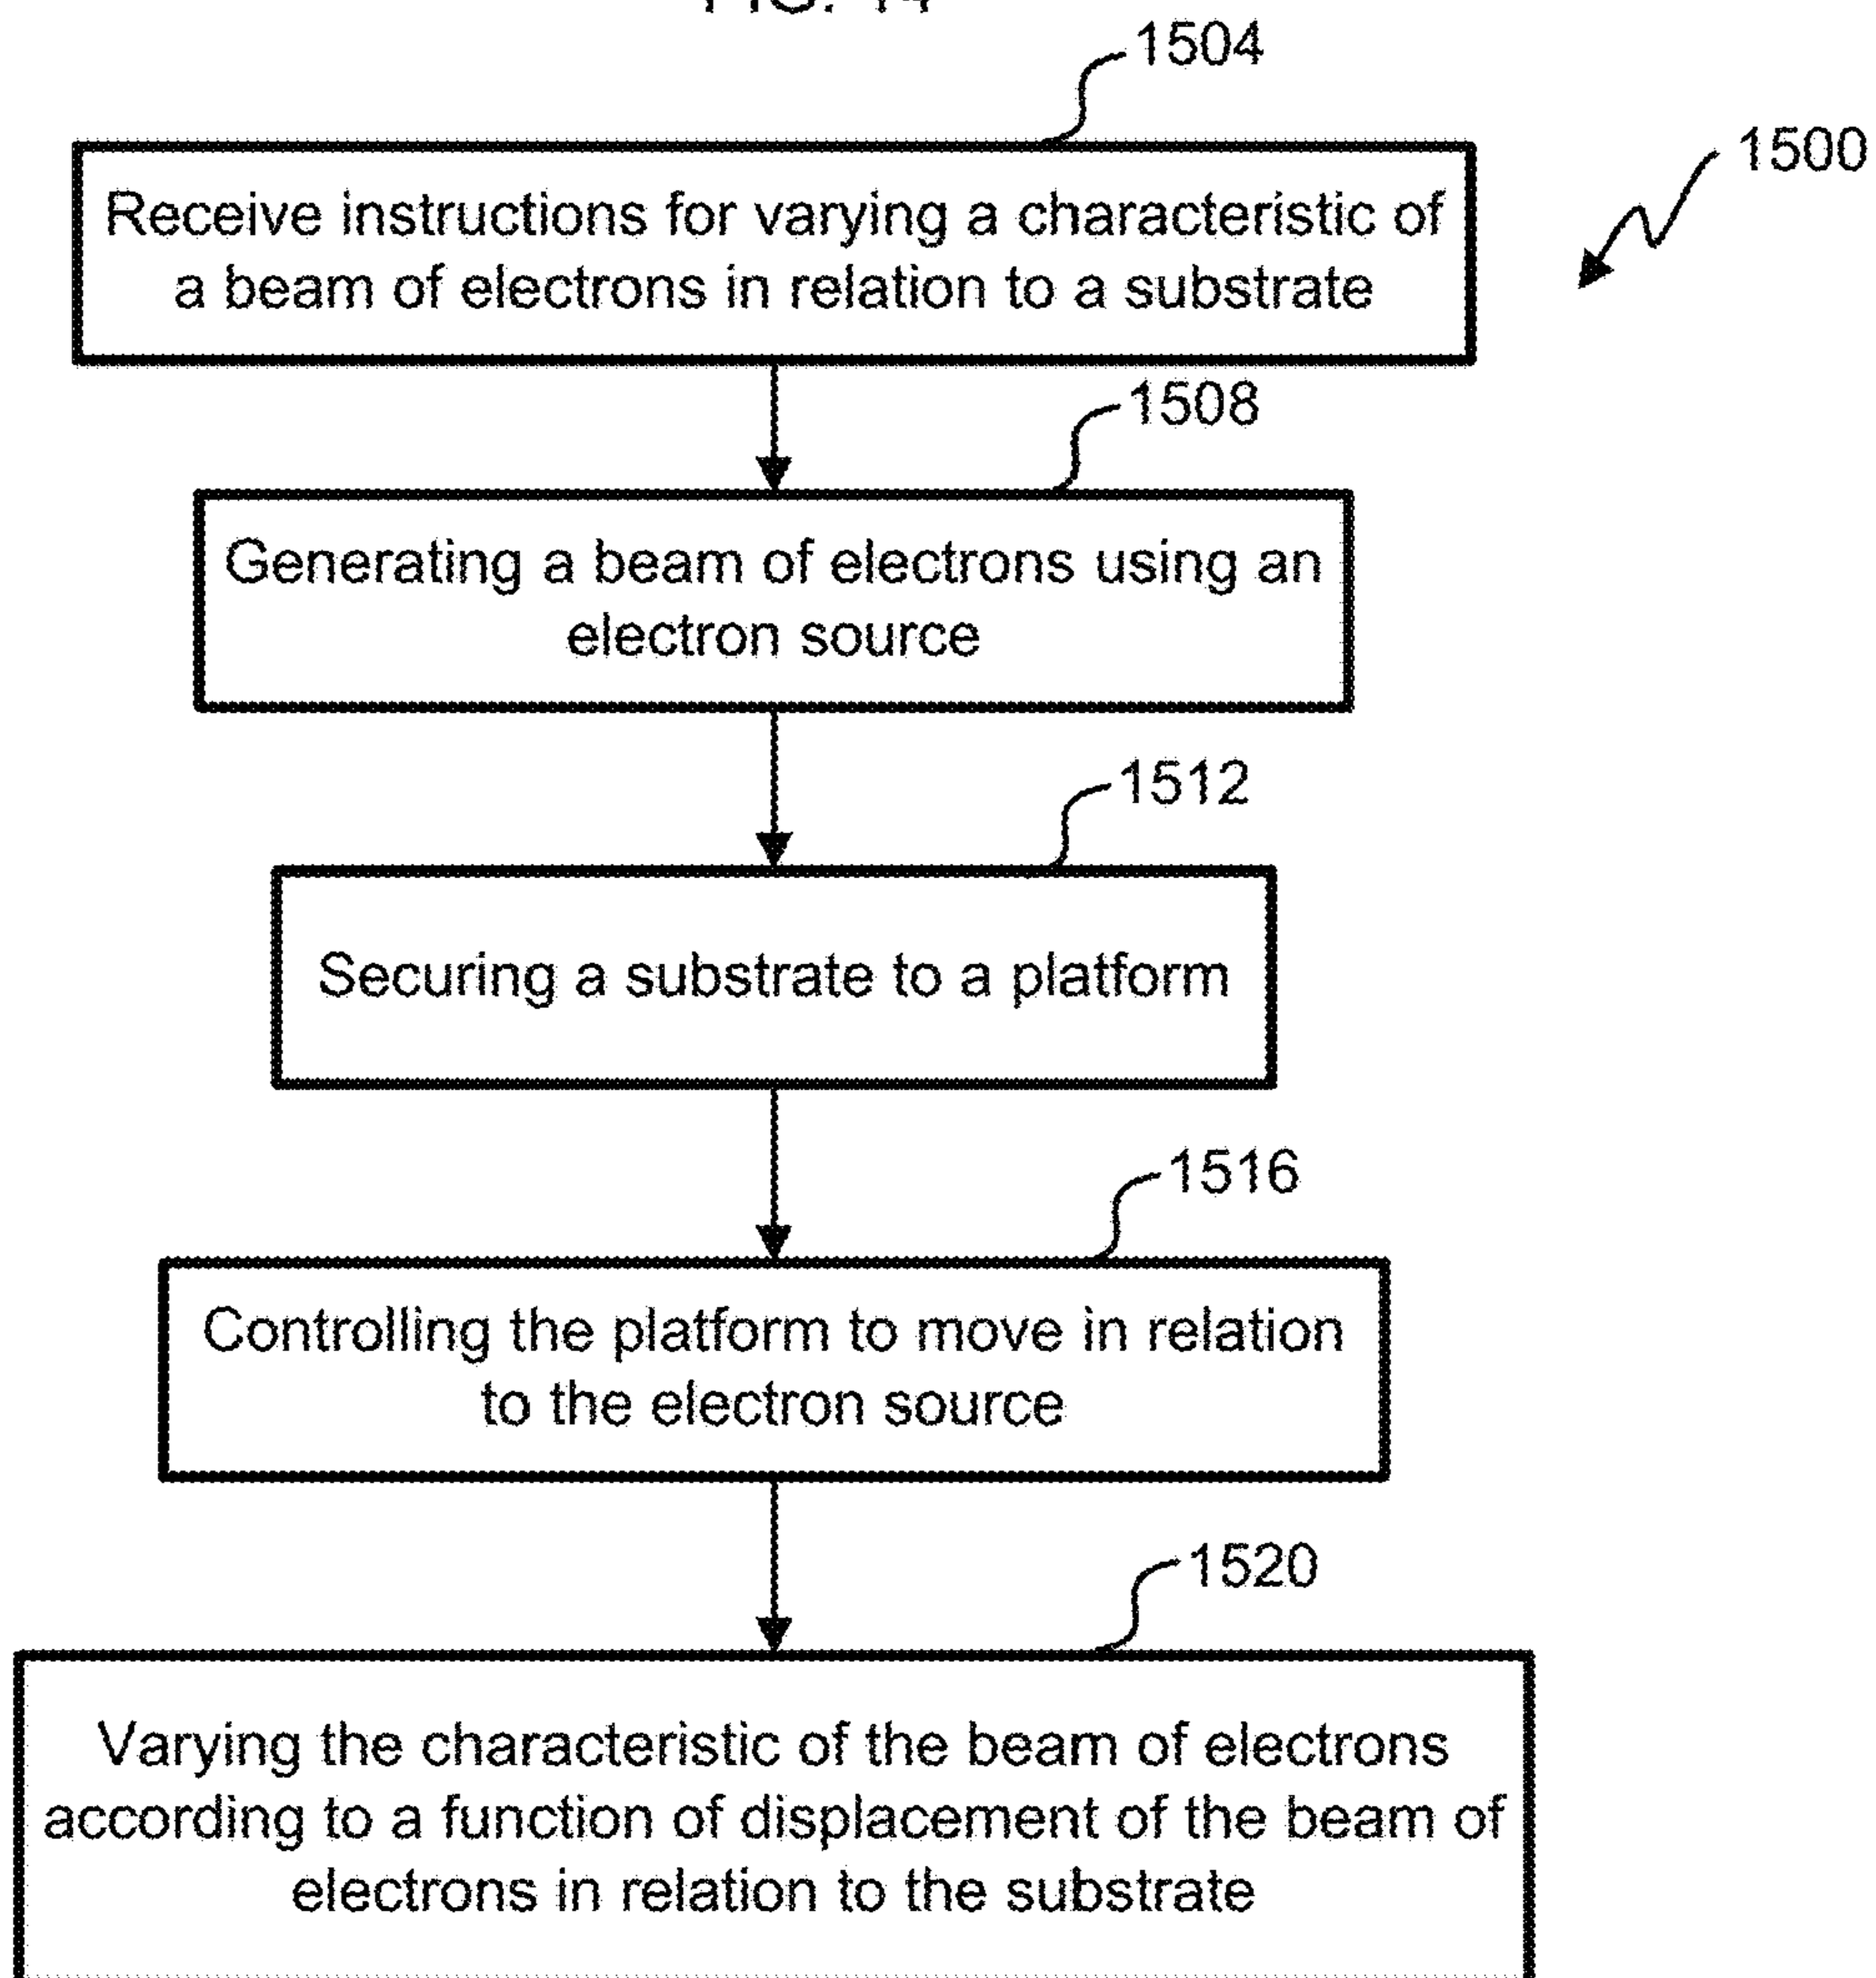 1504
1500
Receive instructions for varying a characteristic of
a beam of electrons in relation to a substrate
1508
Generating a beam of electrons using an
electron source
1512
Securing a substrate to a platform
1516
Controlling the platform to move in relation
to the electron source
1520
Varying the characteristic of the beam of electrons
according to a function of displacement of the beam of
electrons in relation to the substrate